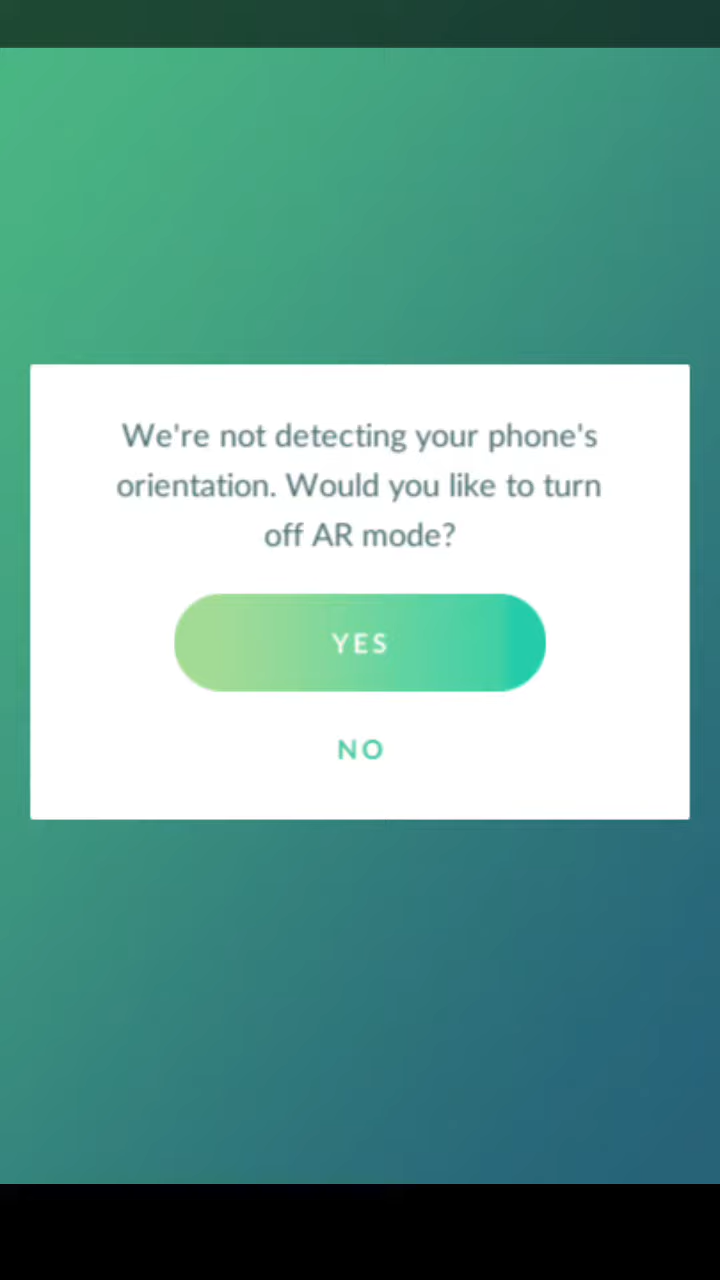 We're not detecting your phone's
orientation. Would you like to turn
off AR mode?
YES
NO